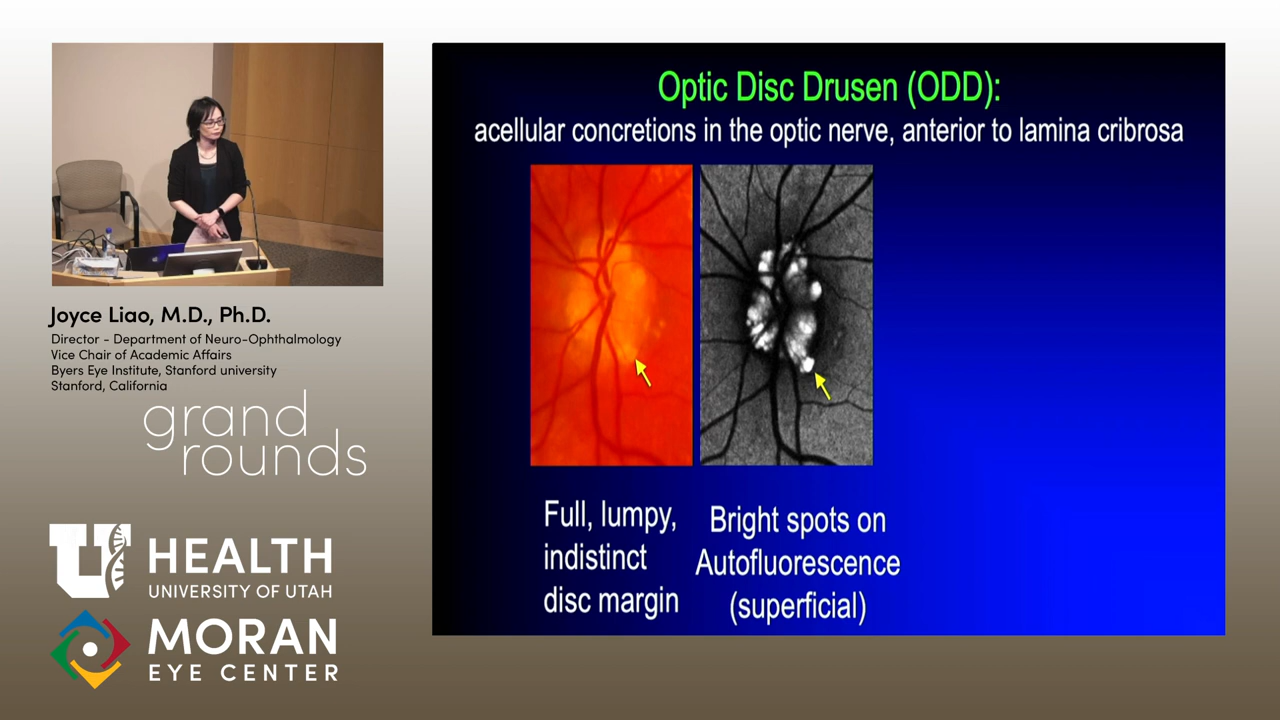 Optic Disc Drusen (ODD):
acellular concretions in the optic nerve, anterior to lamina cribrosa
Full, lumpy,
indistinct
disc margin
Bright spots on
Autofluorescence
(superficial)
Joyce Liao, M.D., Ph.D.
Director - Department of Neuro-Ophthalmology
Vice Chair of Academic Affairs
Byers Eye Institute, Stanford university
Stanford, California
grand
rounds
U HEALTH
UNIVERSITY OF UTAH
MORAN
EYE CENTER